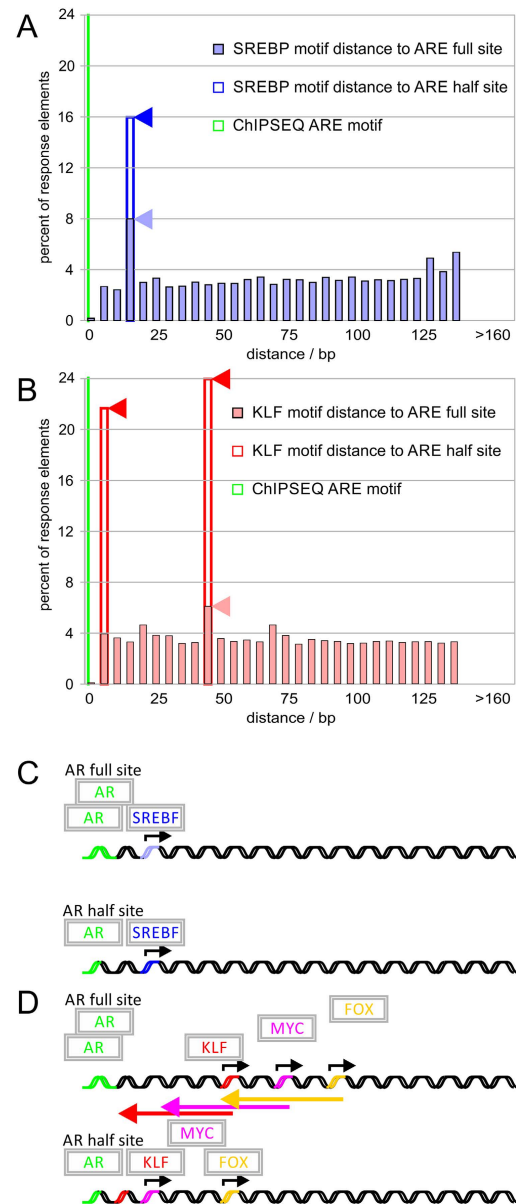 A
24
20
16
12
8
4
0
percent of response elements
SREBP motif distance to ARE full site
SREBP motif distance to ARE half site
ChIPSEQ ARE motif
0 25 50 75 100 125 >160
distance / bp
B
24
20
16
12
8
4
0
percent of response elements
KLF motif distance to ARE full site
KLF motif distance to ARE half site
ChIPSEQ ARE motif
0 25 50 75 100 125 >160
distance / bp
C
AR full site
AR
AR SREBF
AR half site
AR SREBF
D
AR full site
AR
AR
KLF
MYC
FOX
AR half site
MYC
AR KLF FOX